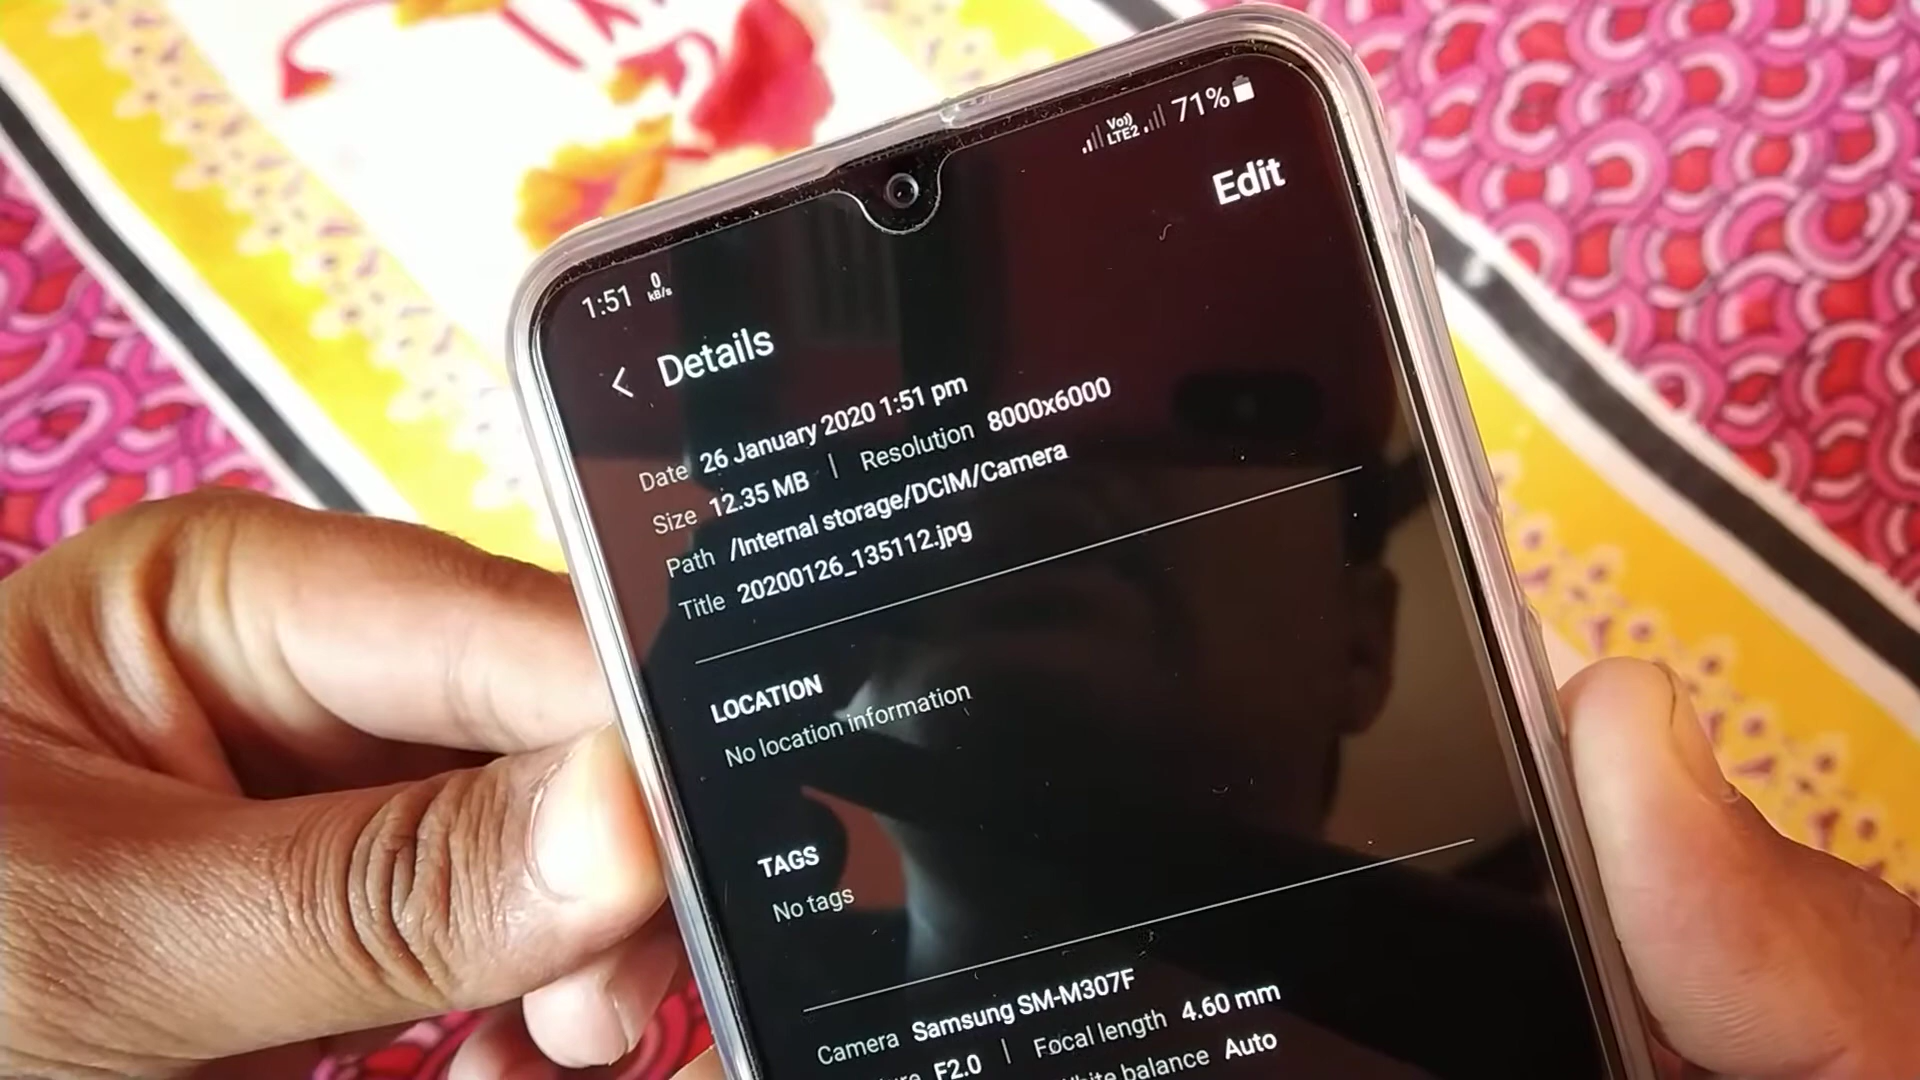 1:51 0 kB/s Vo)) LTE2 71%
Edit
Details
Date 26 January 2020 1:51 pm
Size 12.35 MB | Resolution 8000x6000
Path /Internal storage/DCIM/Camera
Title 20200126_135112.jpg
LOCATION
No location information
TAGS
No tags
Camera Samsung SM-M307F
F2.0 | Focal length 4.60 mm
balance Auto